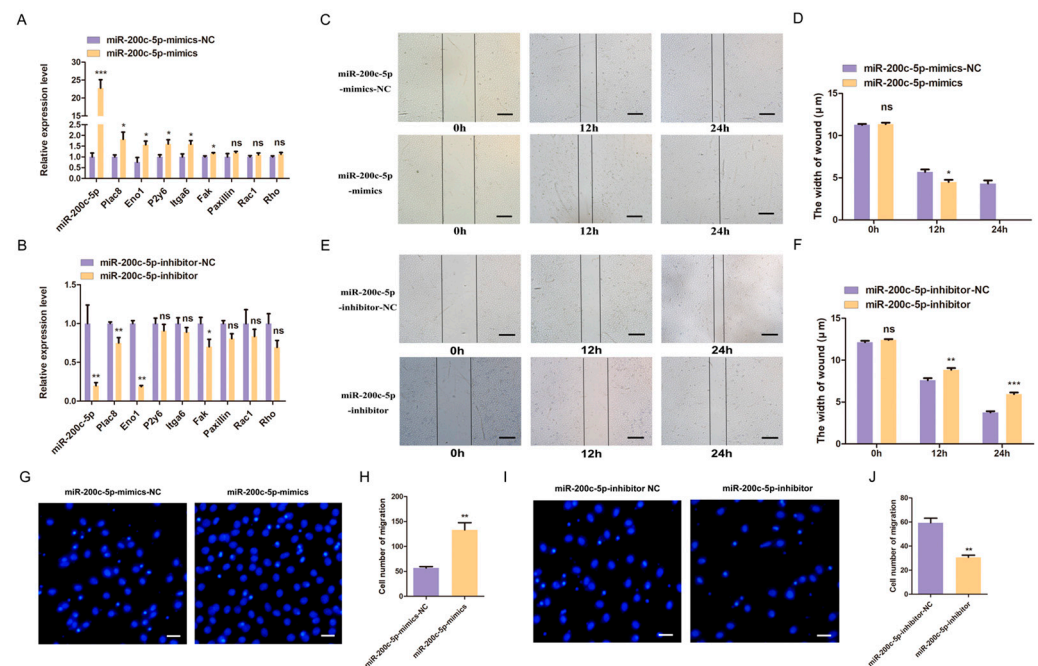 A
miR-200c-5p-mimics-NC
miR-200c-5p-mimics
Relative expression level
30
25
20
15
10
5
2.5
2.0
1.5
1.0
0.5
0.0
***
*
*
*
*
*
ns
ns
ns
miR-200c-5p
Plac8
Eno1
P2y6
Itga6
Fak
Paxillin
Rac1
Rho
B
miR-200c-5p-inhibitor-NC
miR-200c-5p-inhibitor
Relative expression level
1.5
1.0
0.5
0.0
**
**
**
ns
ns
*
ns
ns
ns
miR-200c-5p
Plac8
Eno1
P2y6
Itga6
Fak
Paxillin
Rac1
Rho
C
miR-200c-5p
-mimics-NC
0h
12h
24h
miR-200c-5p
-mimics
0h
12h
24h
D
miR-200c-5p-mimics-NC
miR-200c-5p-mimics
The width of wound (μm)
15
10
5
0
ns
*
0h
12h
24h
E
miR-200c-5p
-inhibitor-NC
0h
12h
24h
miR-200c-5p
-inhibitor
0h
12h
24h
F
miR-200c-5p-inhibitor-NC
miR-200c-5p-inhibitor
The width of wound (μm)
15
10
5
0
ns
**
***
0h
12h
24h
G
miR-200c-5p-mimics-NC
miR-200c-5p-mimics
H
Cell number of migration
200
150
100
50
0
**
miR-200c-5p-mimics-NC
miR-200c-5p-mimics
I
miR-200c-5p-inhibitor NC
miR-200c-5p-inhibitor
J
Cell number of migration
80
60
40
20
0
**
miR-200c-5p-inhibitor-NC
miR-200c-5p-inhibitor